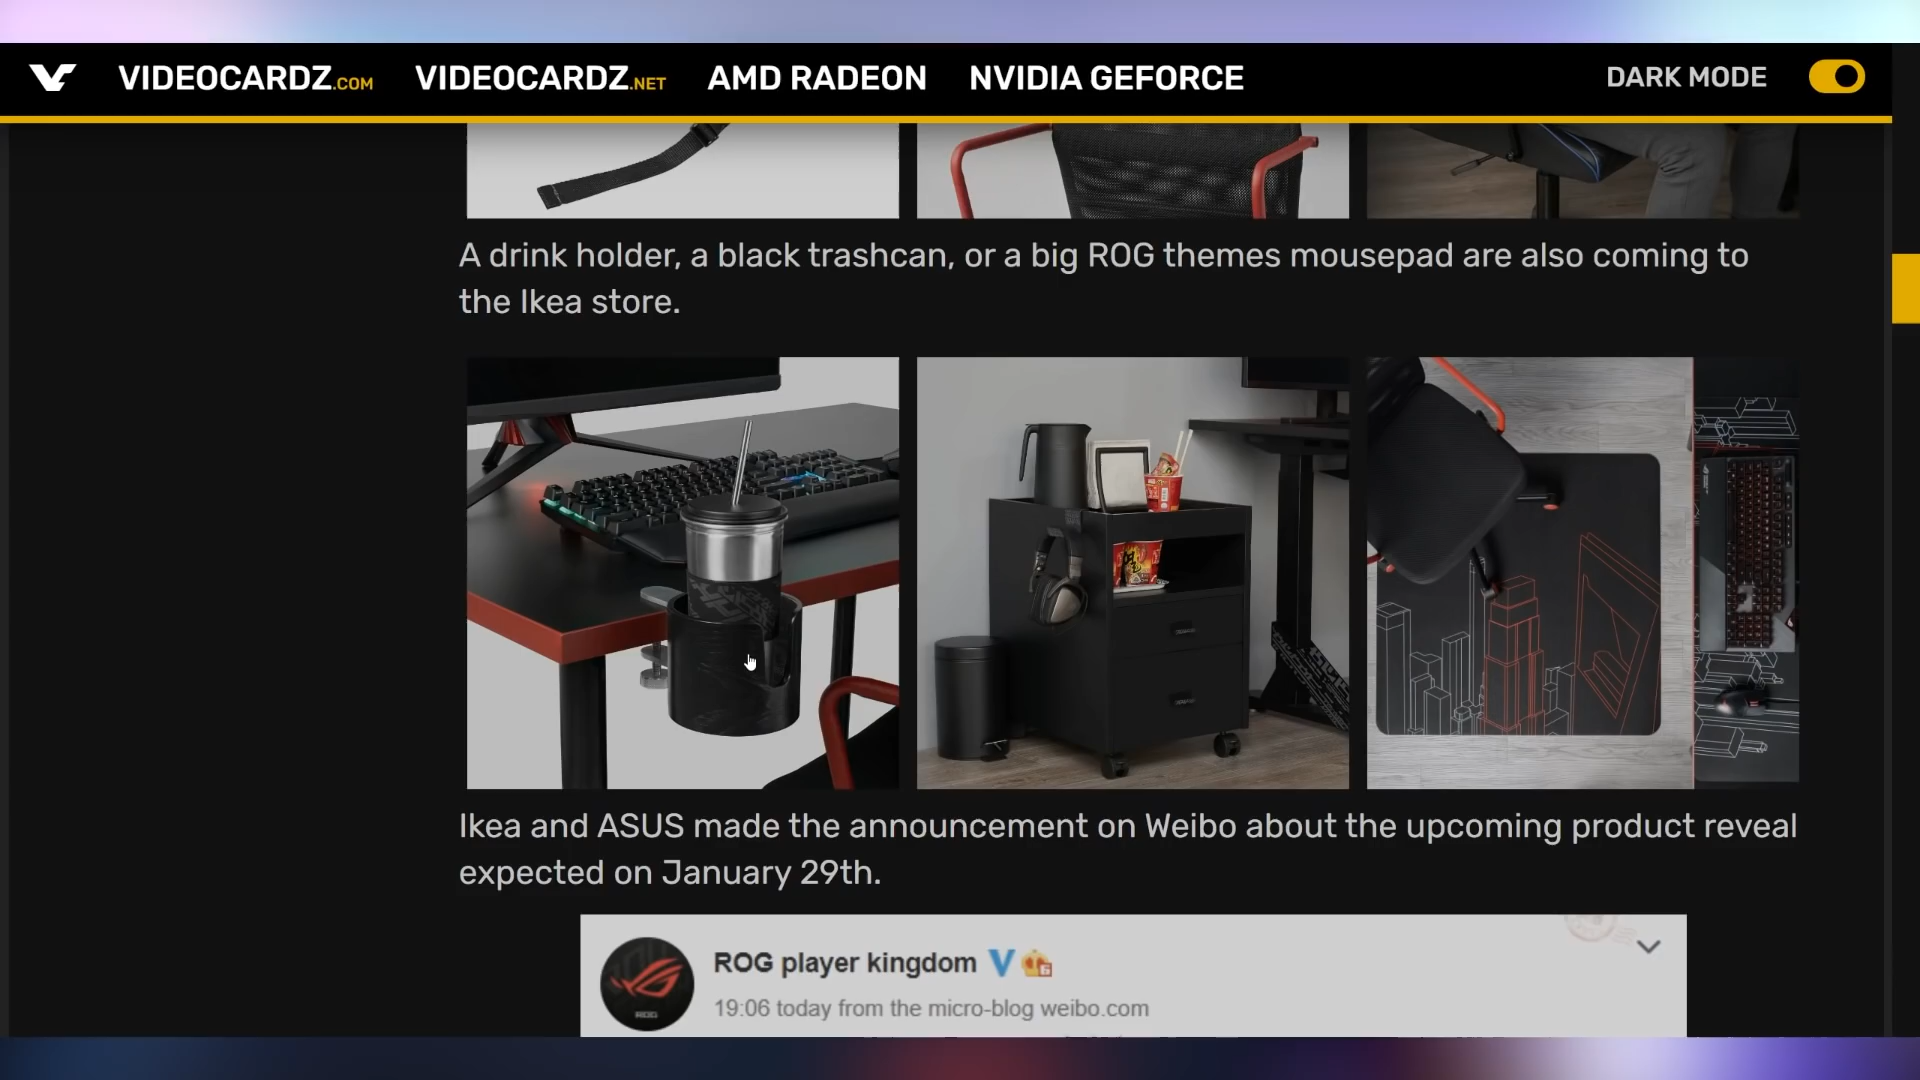 VIDEOCARDZ.COM VIDEOCARDZ.NET AMD RADEON NVIDIA GEFORCE DARK MODE
A drink holder, a black trashcan, or a big ROG themes mousepad are also coming to
the Ikea store.
Ikea and ASUS made the announcement on Weibo about the upcoming product reveal
expected on January 29th.
ROG player kingdom
19:06 today from the micro-blog weibo.com